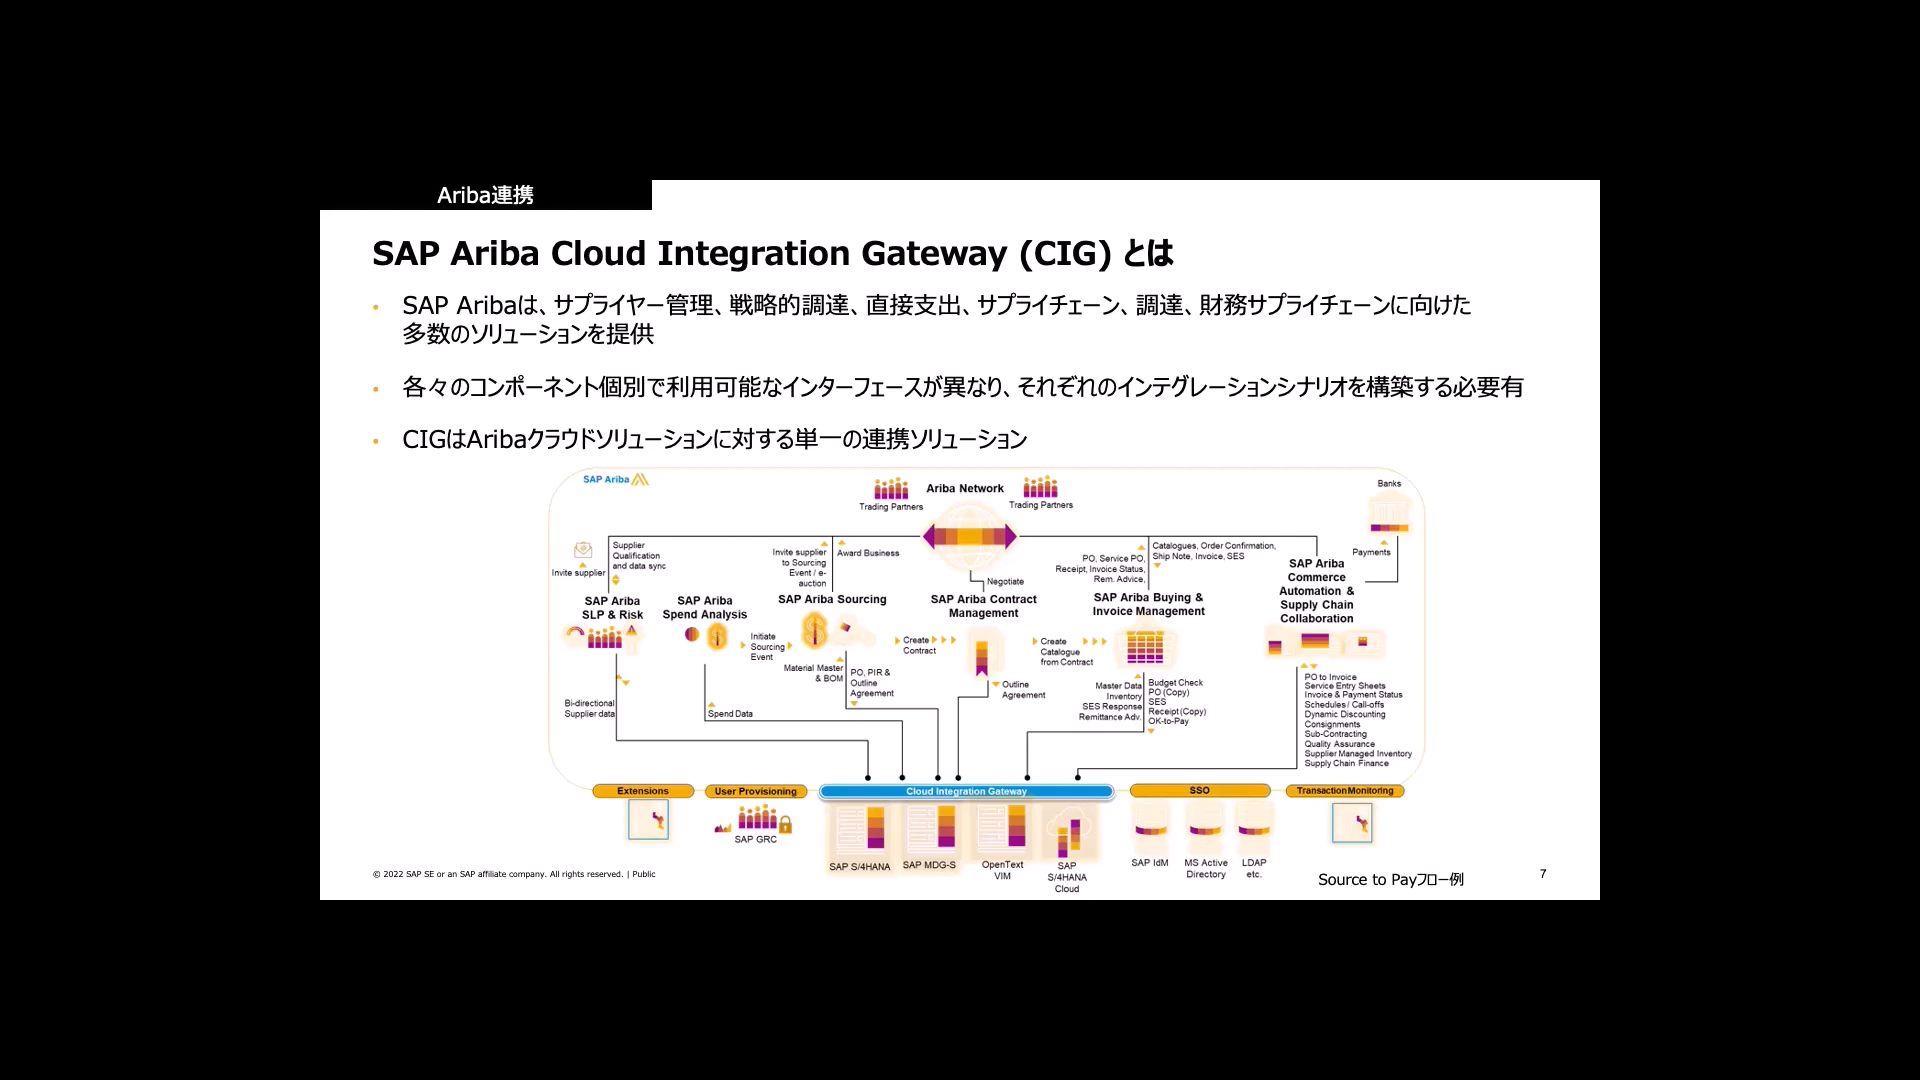 Ariba連携
SAP Ariba Cloud Integration Gateway (CIG) とは
• SAP Aribaは、サプライヤー管理、戦略的調達、直接支出、サプライチェーン、調達、財務サプライチェーンに向けた
多数のソリューションを提供
• 各々のコンポーネント個別で利用可能なインターフェースが異なり、それぞれのインテグレーションシナリオを構築する必要有
• CIGはAribaクラウドソリューションに対する単一の連携ソリューション
SAP Ariba
Trading Partners
Ariba Network
Trading Partners
Banks
Invite supplier
Supplier
Qualification
and data sync
Invite supplier
to Sourcing
Event / e-
auction
Award Business
Negotiate
PO, Service PO,
Receipt, Invoice Status,
Rem. Advice,
Catalogues, Order Confirmation,
Ship Note, Invoice, SES
Payments
SAP Ariba
SLP & Risk
SAP Ariba
Spend Analysis
SAP Ariba Sourcing
SAP Ariba Contract
Management
SAP Ariba Buying &
Invoice Management
SAP Ariba
Commerce
Automation &
Supply Chain
Collaboration
Initiate
Sourcing
Event
Create
Contract
Create
Catalogue
from Contract
Bi-directional
Supplier data
Spend Data
Material Master
& BOM
PO, PIR &
Outline
Agreement
Outline
Agreement
Master Data
Inventory
SES Response
Remittance Adv.
Budget Check
PO (Copy)
SES
Receipt (Copy)
OK-to-Pay
PO to Invoice
Service Entry Sheets
Invoice & Payment Status
Schedules / Call-offs
Dynamic Discounting
Consignments
Sub-Contracting
Quality Assurance
Supplier Managed Inventory
Supply Chain Finance
Extensions
User Provisioning
Cloud Integration Gateway
SSO
Transaction Monitoring
SAP GRC
SAP S/4HANA
SAP MDG-S
OpenText
VIM
SAP
S/4HANA
Cloud
SAP IdM
MS Active
Directory
LDAP
etc.
© 2022 SAP SE or an SAP affiliate company. All rights reserved. | Public
Source to Payフロー例
7